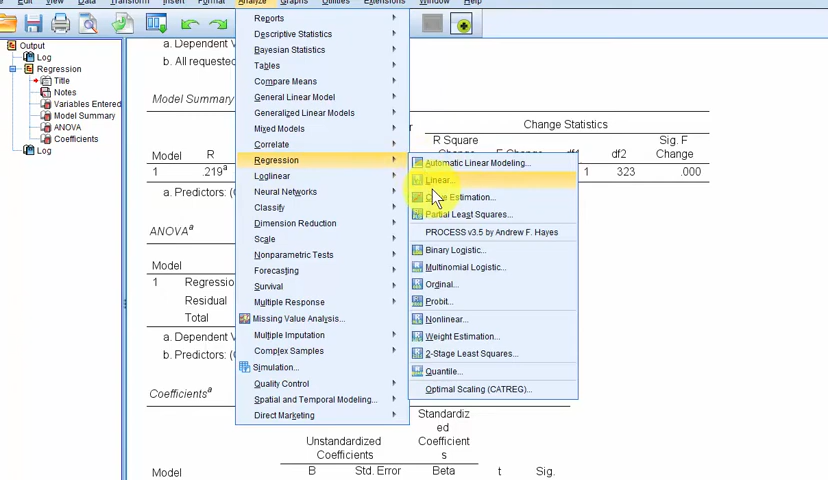 Edit View Data Transform Insert Format Analyze Graphs Utilities Extensions Window Help
Output
Log
Regression
Title
Notes
Variables Entered
Model Summary
ANOVA
Coefficients
Log
a. Dependent V
b. All requested
Model Summary
Change Statistics
R Square
Sig. F
Model R
Change
df1 df2 Change
1 .219a
1 323 .000
a. Predictors: (
ANOVAa
Model
1 Regression
Residual
Total
a. Dependent V
b. Predictors: (
Coefficientsa
Standardiz
ed
Unstandardized Coefficient
Coefficients s
Model B Std. Error Beta t Sig.
Reports
Descriptive Statistics
Bayesian Statistics
Tables
Compare Means
General Linear Model
Generalized Linear Models
Mixed Models
Correlate
Regression
Loglinear
Neural Networks
Classify
Dimension Reduction
Scale
Nonparametric Tests
Forecasting
Survival
Multiple Response
Missing Value Analysis...
Multiple Imputation
Complex Samples
Simulation...
Quality Control
Spatial and Temporal Modeling...
Direct Marketing
Automatic Linear Modeling...
Linear...
Estimation...
Partial Least Squares...
PROCESS v3.5 by Andrew F. Hayes
Binary Logistic...
Multinomial Logistic...
Ordinal...
Probit...
Nonlinear...
Weight Estimation...
2-Stage Least Squares...
Quantile...
Optimal Scaling (CATREG)...